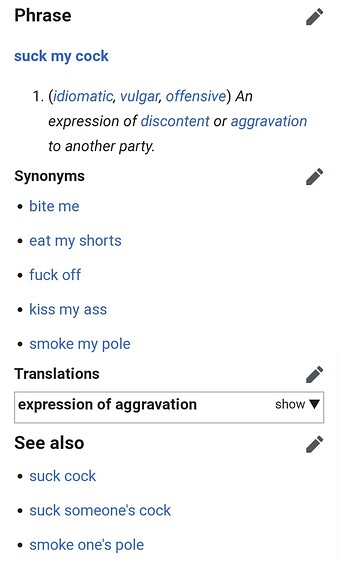 Phrase
suck my cock
1. (idiomatic, vulgar, offensive) An
expression of discontent or aggravation
to another party.
Synonyms
• bite me
• eat my shorts
• fuck off
• kiss my ass
• smoke my pole
Translations
expression of aggravation show ▼
See also
• suck cock
• suck someone's cock
• smoke one's pole